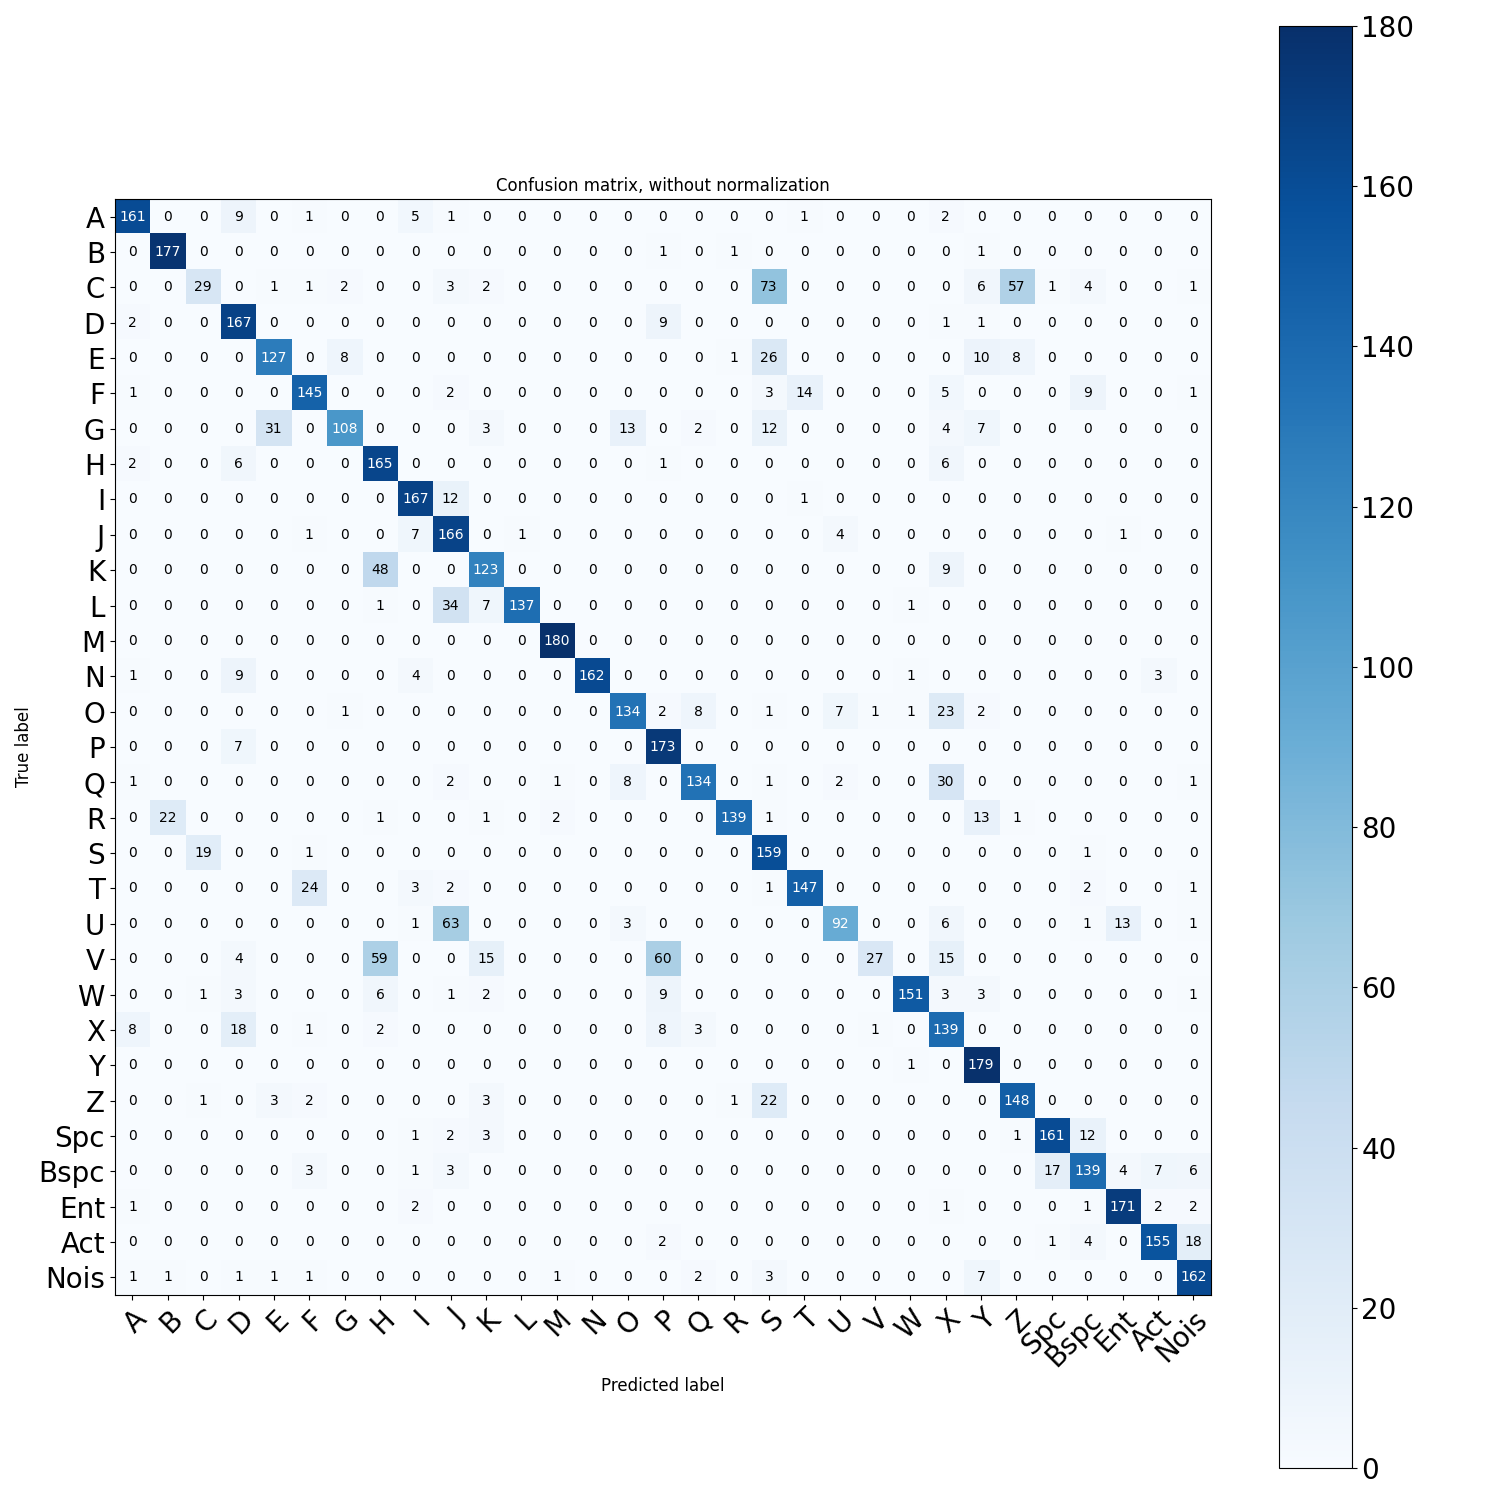 Confusion matrix, without normalization
True label
A 161 0 0 9 0 1 0 0 5 1 0 0 0 0 0 0 0 0 0 1 0 0 0 2 0 0 0 0 0 0 0
B 0 177 0 0 0 0 0 0 0 0 0 0 0 0 0 1 0 1 0 0 0 0 0 0 1 0 0 0 0 0 0
C 0 0 29 0 1 1 2 0 0 3 2 0 0 0 0 0 0 0 73 0 0 0 0 0 6 57 1 4 0 0 1
D 2 0 0 167 0 0 0 0 0 0 0 0 0 0 0 9 0 0 0 0 0 0 0 1 1 0 0 0 0 0 0
E 0 0 0 0 127 0 8 0 0 0 0 0 0 0 0 0 0 1 26 0 0 0 0 0 10 8 0 0 0 0 0
F 1 0 0 0 0 145 0 0 0 2 0 0 0 0 0 0 0 0 3 14 0 0 0 5 0 0 0 9 0 0 1
G 0 0 0 0 31 0 108 0 0 0 3 0 0 0 13 0 2 0 12 0 0 0 0 4 7 0 0 0 0 0 0
H 2 0 0 6 0 0 0 165 0 0 0 0 0 0 0 1 0 0 0 0 0 0 0 6 0 0 0 0 0 0 0
I 0 0 0 0 0 0 0 0 167 12 0 0 0 0 0 0 0 0 0 1 0 0 0 0 0 0 0 0 0 0 0
J 0 0 0 0 0 1 0 0 7 166 0 1 0 0 0 0 0 0 0 0 4 0 0 0 0 0 0 0 1 0 0
K 0 0 0 0 0 0 0 48 0 0 123 0 0 0 0 0 0 0 0 0 0 0 0 9 0 0 0 0 0 0 0
L 0 0 0 0 0 0 0 1 0 34 7 137 0 0 0 0 0 0 0 0 0 0 1 0 0 0 0 0 0 0 0
M 0 0 0 0 0 0 0 0 0 0 0 0 180 0 0 0 0 0 0 0 0 0 0 0 0 0 0 0 0 0 0
N 1 0 0 9 0 0 0 0 4 0 0 0 0 162 0 0 0 0 0 0 0 0 1 0 0 0 0 0 0 3 0
O 0 0 0 0 0 0 1 0 0 0 0 0 0 0 134 2 8 0 1 0 7 1 1 23 2 0 0 0 0 0 0
P 0 0 0 7 0 0 0 0 0 0 0 0 0 0 0 173 0 0 0 0 0 0 0 0 0 0 0 0 0 0 0
Q 1 0 0 0 0 0 0 0 0 2 0 0 1 0 8 0 134 0 1 0 2 0 0 30 0 0 0 0 0 0 1
R 0 22 0 0 0 0 0 1 0 0 1 0 2 0 0 0 0 139 1 0 0 0 0 0 13 1 0 0 0 0 0
S 0 0 19 0 0 1 0 0 0 0 0 0 0 0 0 0 0 0 159 0 0 0 0 0 0 0 0 1 0 0 0
T 0 0 0 0 0 24 0 0 3 2 0 0 0 0 0 0 0 0 1 147 0 0 0 0 0 0 0 2 0 0 1
U 0 0 0 0 0 0 0 0 1 63 0 0 0 0 3 0 0 0 0 0 92 0 0 6 0 0 0 1 13 0 1
V 0 0 0 4 0 0 0 59 0 0 15 0 0 0 0 60 0 0 0 0 0 27 0 15 0 0 0 0 0 0 0
W 0 0 1 3 0 0 0 6 0 1 2 0 0 0 0 9 0 0 0 0 0 0 151 3 3 0 0 0 0 0 1
X 8 0 0 18 0 1 0 2 0 0 0 0 0 0 0 8 3 0 0 0 0 1 0 139 0 0 0 0 0 0 0
Y 0 0 0 0 0 0 0 0 0 0 0 0 0 0 0 0 0 0 0 0 0 0 1 0 179 0 0 0 0 0 0
Z 0 0 1 0 3 2 0 0 0 0 3 0 0 0 0 0 0 1 22 0 0 0 0 0 0 148 0 0 0 0 0
Spc 0 0 0 0 0 0 0 0 1 2 3 0 0 0 0 0 0 0 0 0 0 0 0 0 0 1 161 12 0 0 0
Bspc 0 0 0 0 0 3 0 0 1 3 0 0 0 0 0 0 0 0 0 0 0 0 0 0 0 0 17 139 4 7 6
Ent 1 0 0 0 0 0 0 0 2 0 0 0 0 0 0 0 0 0 0 0 0 0 0 1 0 0 0 1 171 2 2
Act 0 0 0 0 0 0 0 0 0 0 0 0 0 0 0 2 0 0 0 0 0 0 0 0 0 0 1 4 0 155 18
Nois 1 1 0 1 1 1 0 0 0 0 0 0 1 0 0 0 2 0 3 0 0 0 0 0 7 0 0 0 0 0 162
A B C D E F G H I J K L M N O P Q R S T U V W X Y Z Spc Bspc Ent Act Nois
Predicted label
180
160
140
120
100
80
60
40
20
0